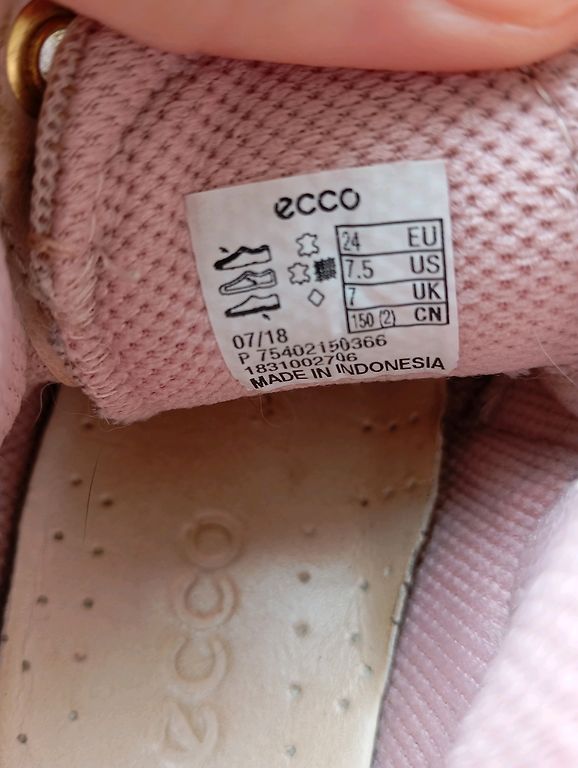 ecco
24 EU
7.5 US
7 UK
150 (2) CN
07/18
P 75402150366
1831002706
MADE IN INDONESIA
ecco